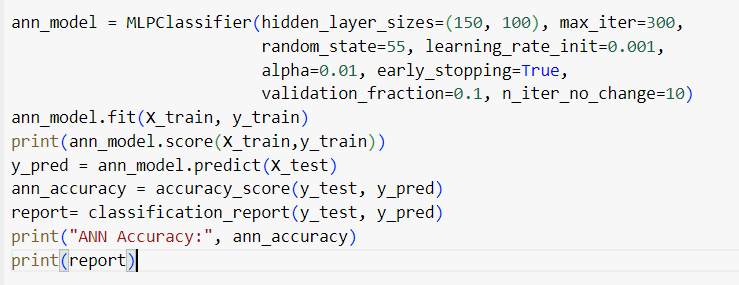 ann_model = MLPClassifier(hidden_layer_sizes=(150, 100), max_iter=300,
random_state=55, learning_rate_init=0.001,
alpha=0.01, early_stopping=True,
validation_fraction=0.1, n_iter_no_change=10)
ann_model.fit(X_train, y_train)
print(ann_model.score(X_train,y_train))
y_pred = ann_model.predict(X_test)
ann_accuracy = accuracy_score(y_test, y_pred)
report= classification_report(y_test, y_pred)
print("ANN Accuracy:", ann_accuracy)
print(report)